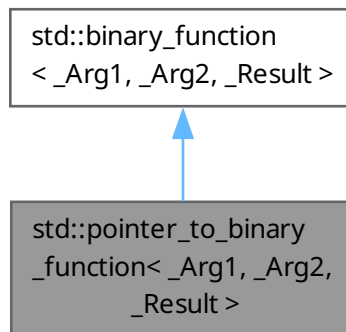 std::binary_function
< _Arg1, _Arg2, _Result >
std::pointer_to_binary
_function< _Arg1, _Arg2,
_Result >